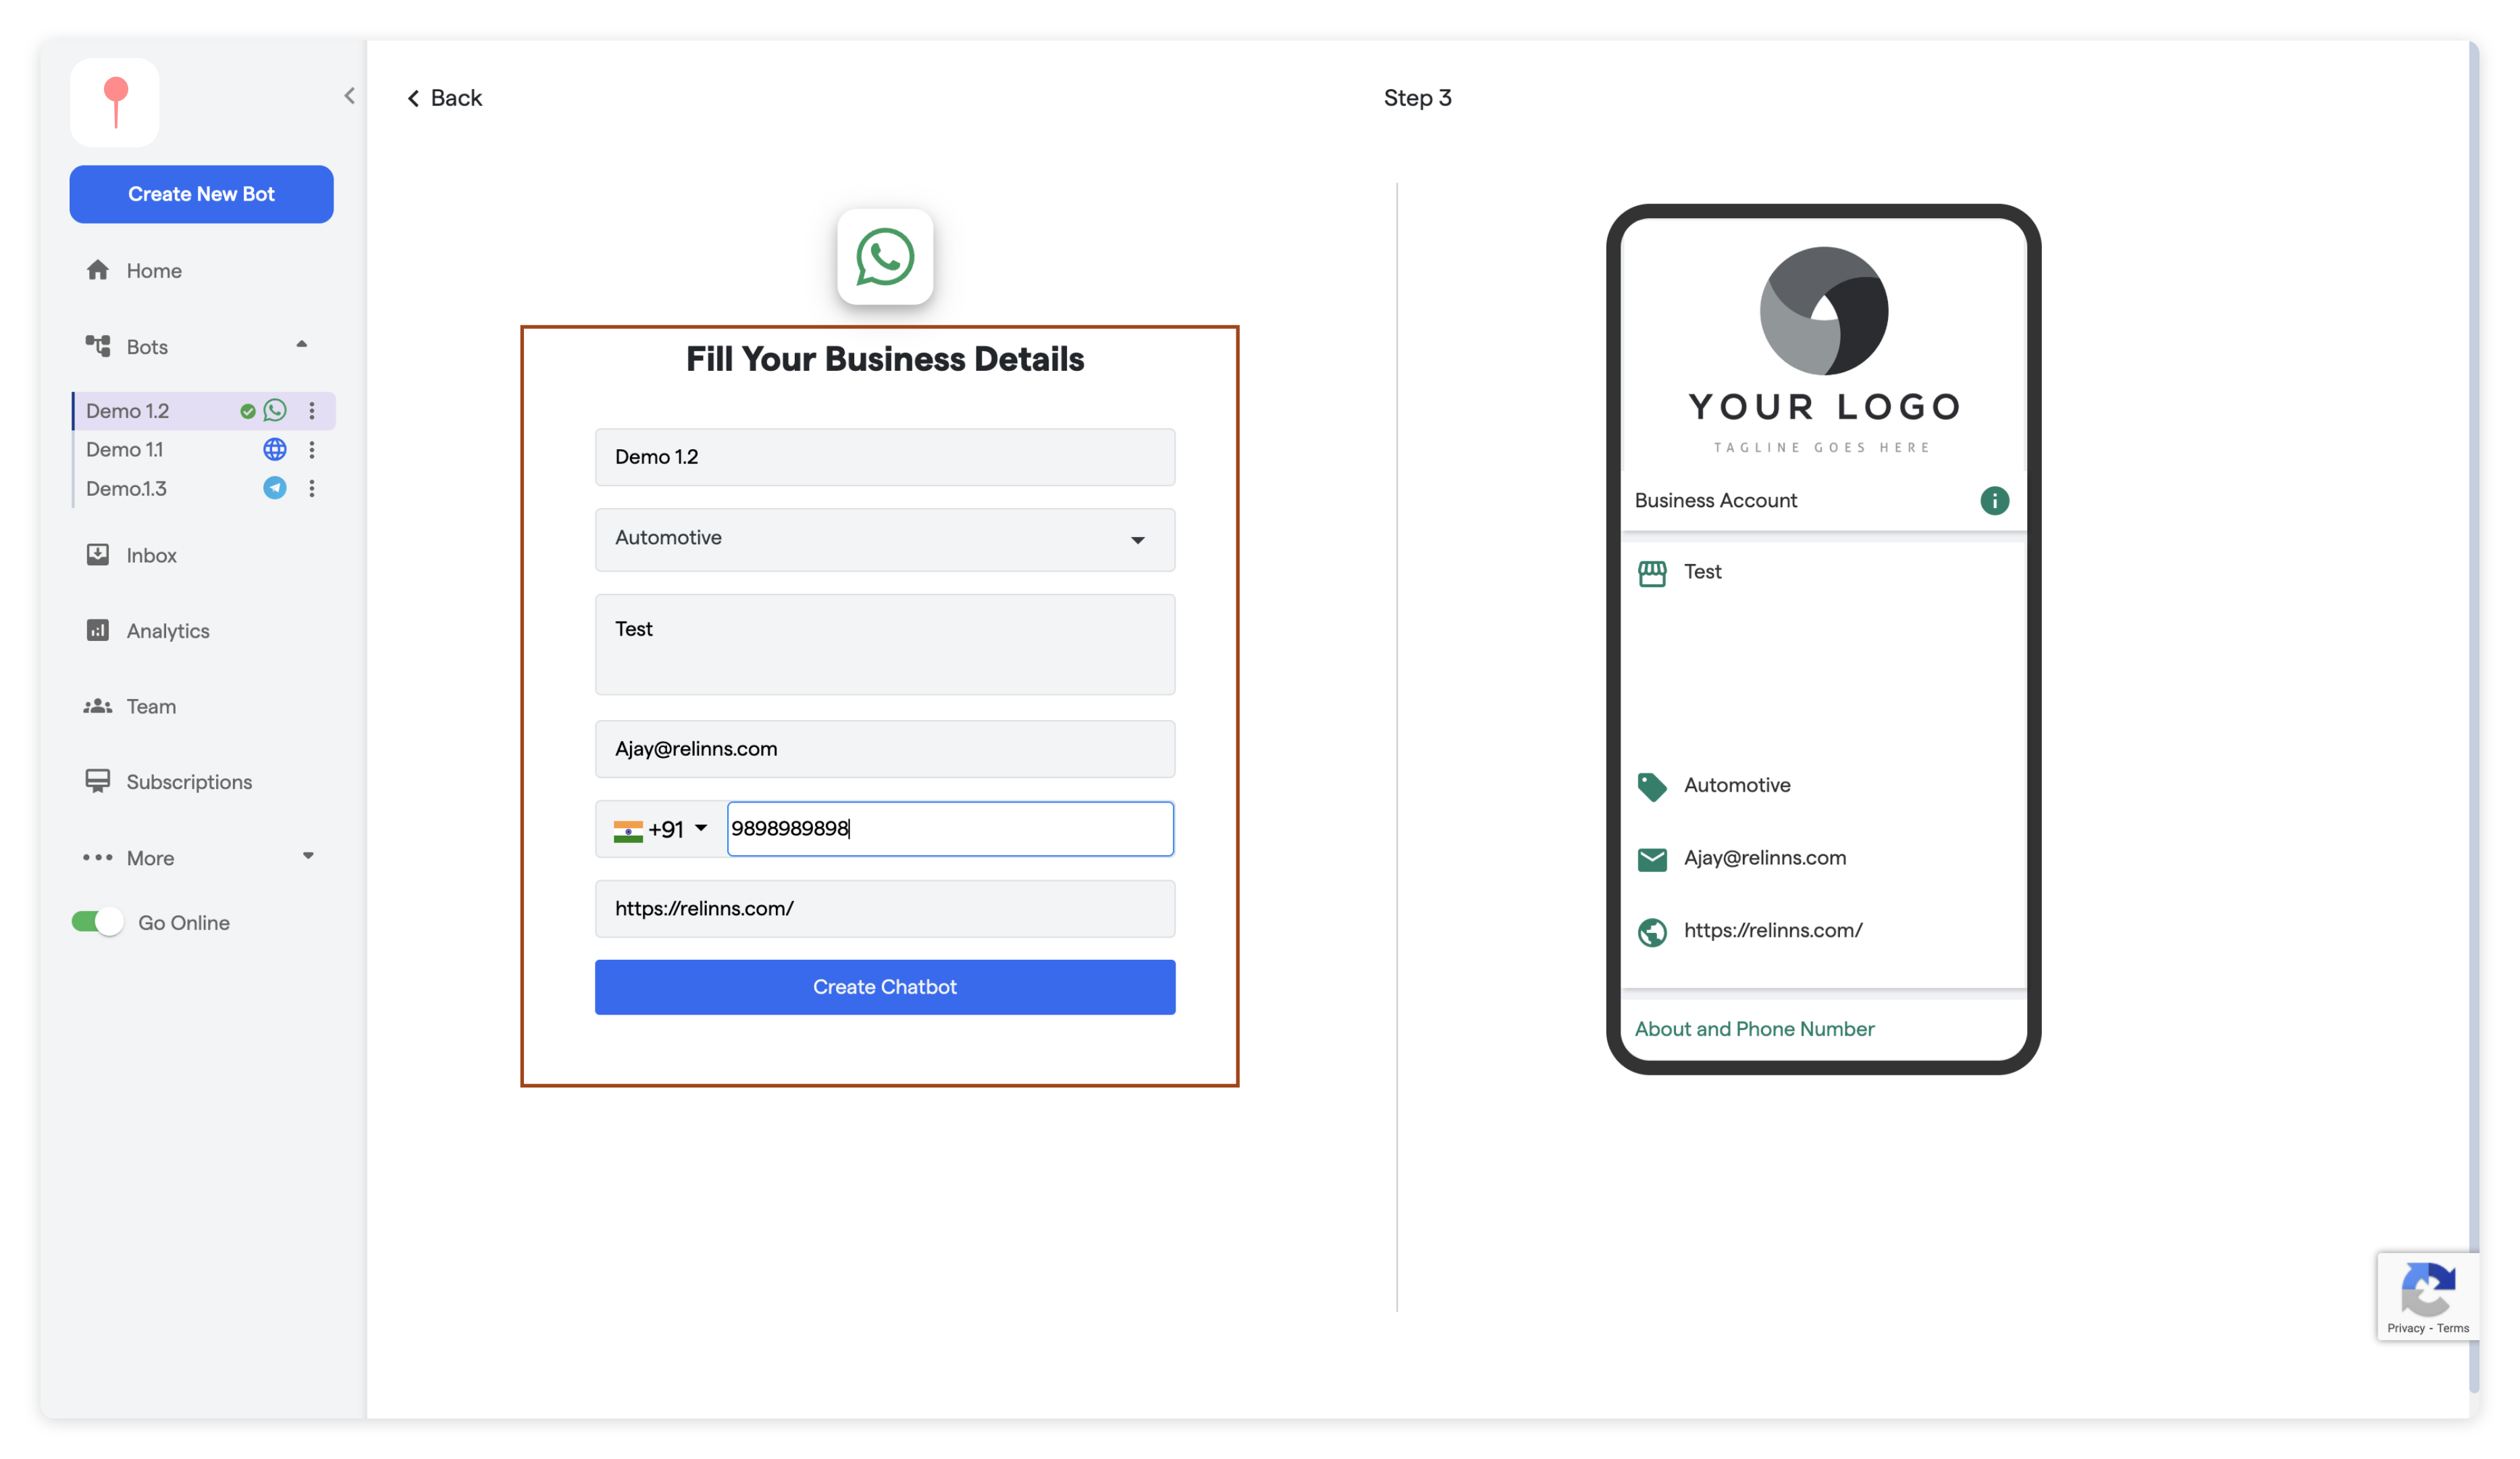 Create New Bot
Home
Bots
Demo 1.2
Demo 1.1
Demo.1.3
Inbox
Analytics
Team
Subscriptions
More
Go Online
Back
Step 3
Fill Your Business Details
Demo 1.2
Automotive
Test
Ajay@relinns.com
+91 9898989898
https://relinns.com/
Create Chatbot
YOUR LOGO
TAGLINE GOES HERE
Business Account
Test
Automotive
Ajay@relinns.com
https://relinns.com/
About and Phone Number
Privacy - Terms